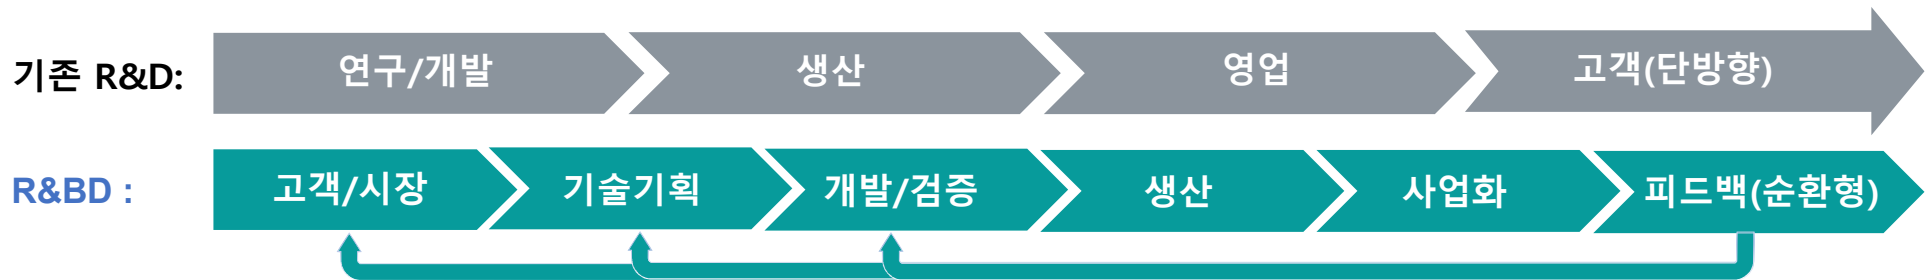 기존 R&D: 연구/개발 생산 영업 고객(단방향)
R&BD : 고객/시장 기술기획 개발/검증 생산 사업화 피드백(순환형)